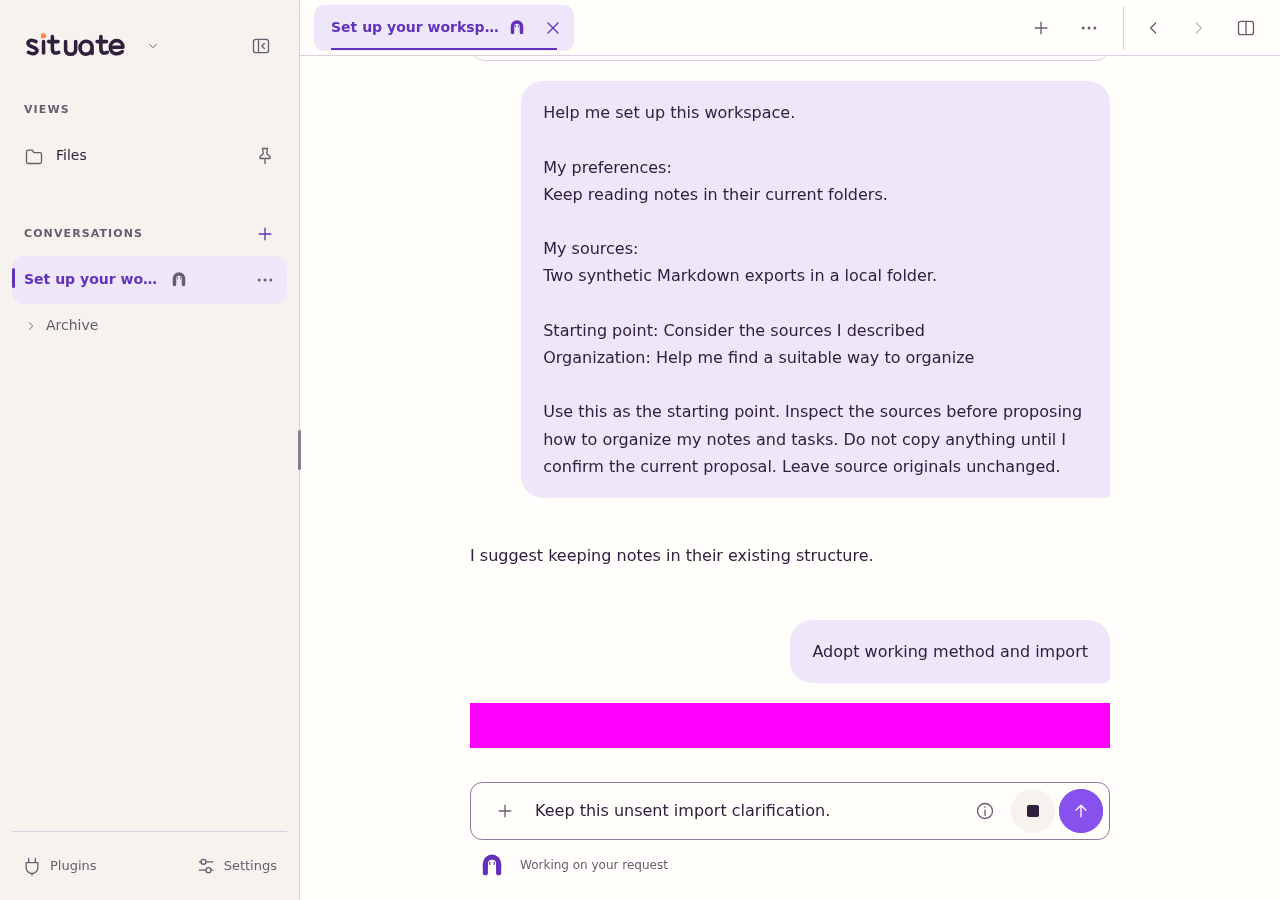 situate
VIEWS
Files
CONVERSATIONS
Set up your wo...
Archive
Plugins
Settings
Set up your worksp...
Help me set up this workspace.
My preferences:
Keep reading notes in their current folders.
My sources:
Two synthetic Markdown exports in a local folder.
Starting point: Consider the sources I described
Organization: Help me find a suitable way to organize
Use this as the starting point. Inspect the sources before proposing
how to organize my notes and tasks. Do not copy anything until I
confirm the current proposal. Leave source originals unchanged.
I suggest keeping notes in their existing structure.
Adopt working method and import
Keep this unsent import clarification.
Working on your request